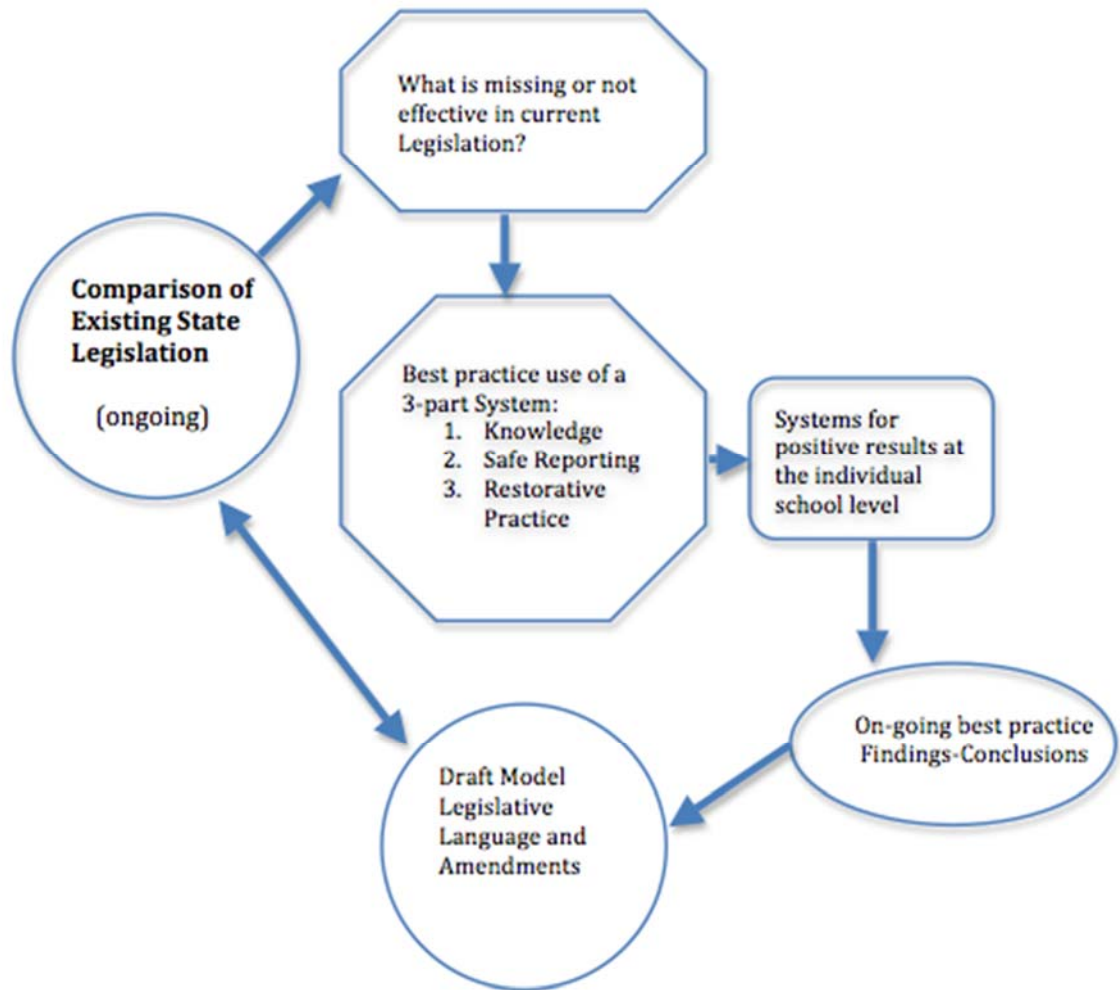 What is missing or not
effective in current
Legislation?
Comparison of
Existing State
Legislation
(ongoing)
Best practice use of a
3-part System:
1. Knowledge
2. Safe Reporting
3. Restorative
Practice
Systems for
positive results at
the individual
school level
On-going best practice
Findings-Conclusions
Draft Model
Legislative
Language and
Amendments